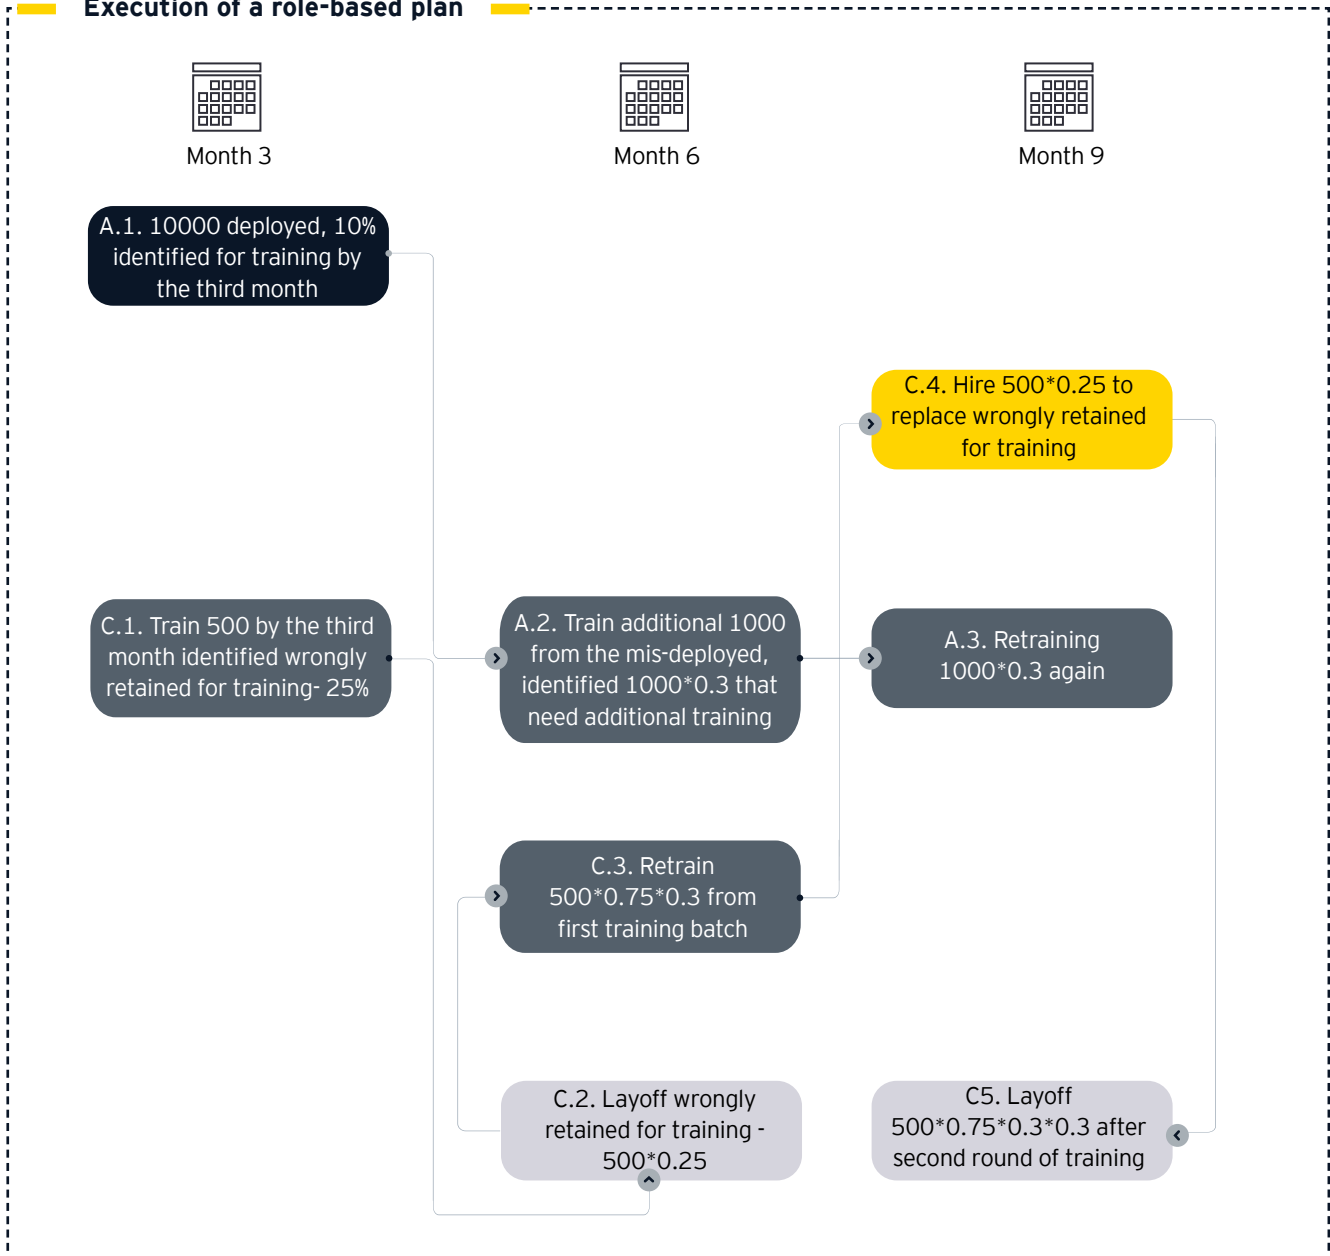 Execution of a role-based plan
Month 3
Month 6
Month 9
A.1. 10000 deployed, 10%
identified for training by
the third month
C.4. Hire 500*0.25 to
replace wrongly retained
for training
C.1. Train 500 by the third
month identified wrongly
retained for training- 25%
A.2. Train additional 1000
from the mis-deployed,
identified 1000*0.3 that
need additional training
A.3. Retraining
1000*0.3 again
C.3. Retrain
500*0.75*0.3 from
first training batch
C.2. Layoff wrongly
retained for training -
500*0.25
C5. Layoff
500*0.75*0.3*0.3 after
second round of training